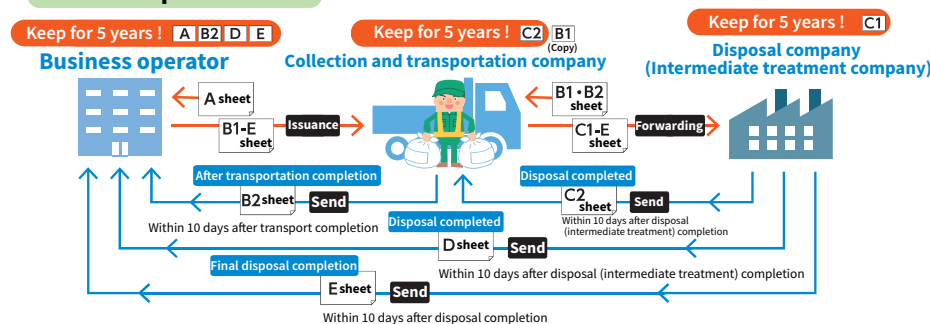 Keep for 5 years ! A B2 D E
Business operator
Keep for 5 years ! C2 B1
(Copy)
Collection and transportation company
Keep for 5 years ! C1
Disposal company
(Intermediate treatment company)
A sheet
B1-E
sheet
Issuance
B1・B2
sheet
C1-E
sheet
Forwarding
After transportation completion
B2 sheet
Send
Within 10 days after transport completion
Disposal completed
C2
sheet
Send
Within 10 days after disposal
(intermediate treatment) completion
Disposal completed
D sheet
Send
Within 10 days after disposal (intermediate treatment) completion
Final disposal completion
E sheet
Send
Within 10 days after disposal completion